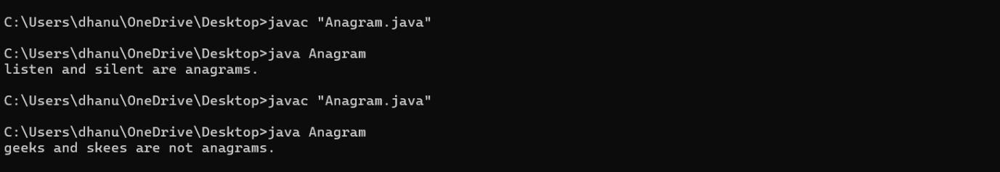 C:\Users\dhanu\OneDrive\Desktop>javac "Anagram.java"
C:\Users\dhanu\OneDrive\Desktop>java Anagram
listen and silent are anagrams.
C:\Users\dhanu\OneDrive\Desktop>javac "Anagram.java"
C:\Users\dhanu\OneDrive\Desktop>java Anagram
geeks and skees are not anagrams.